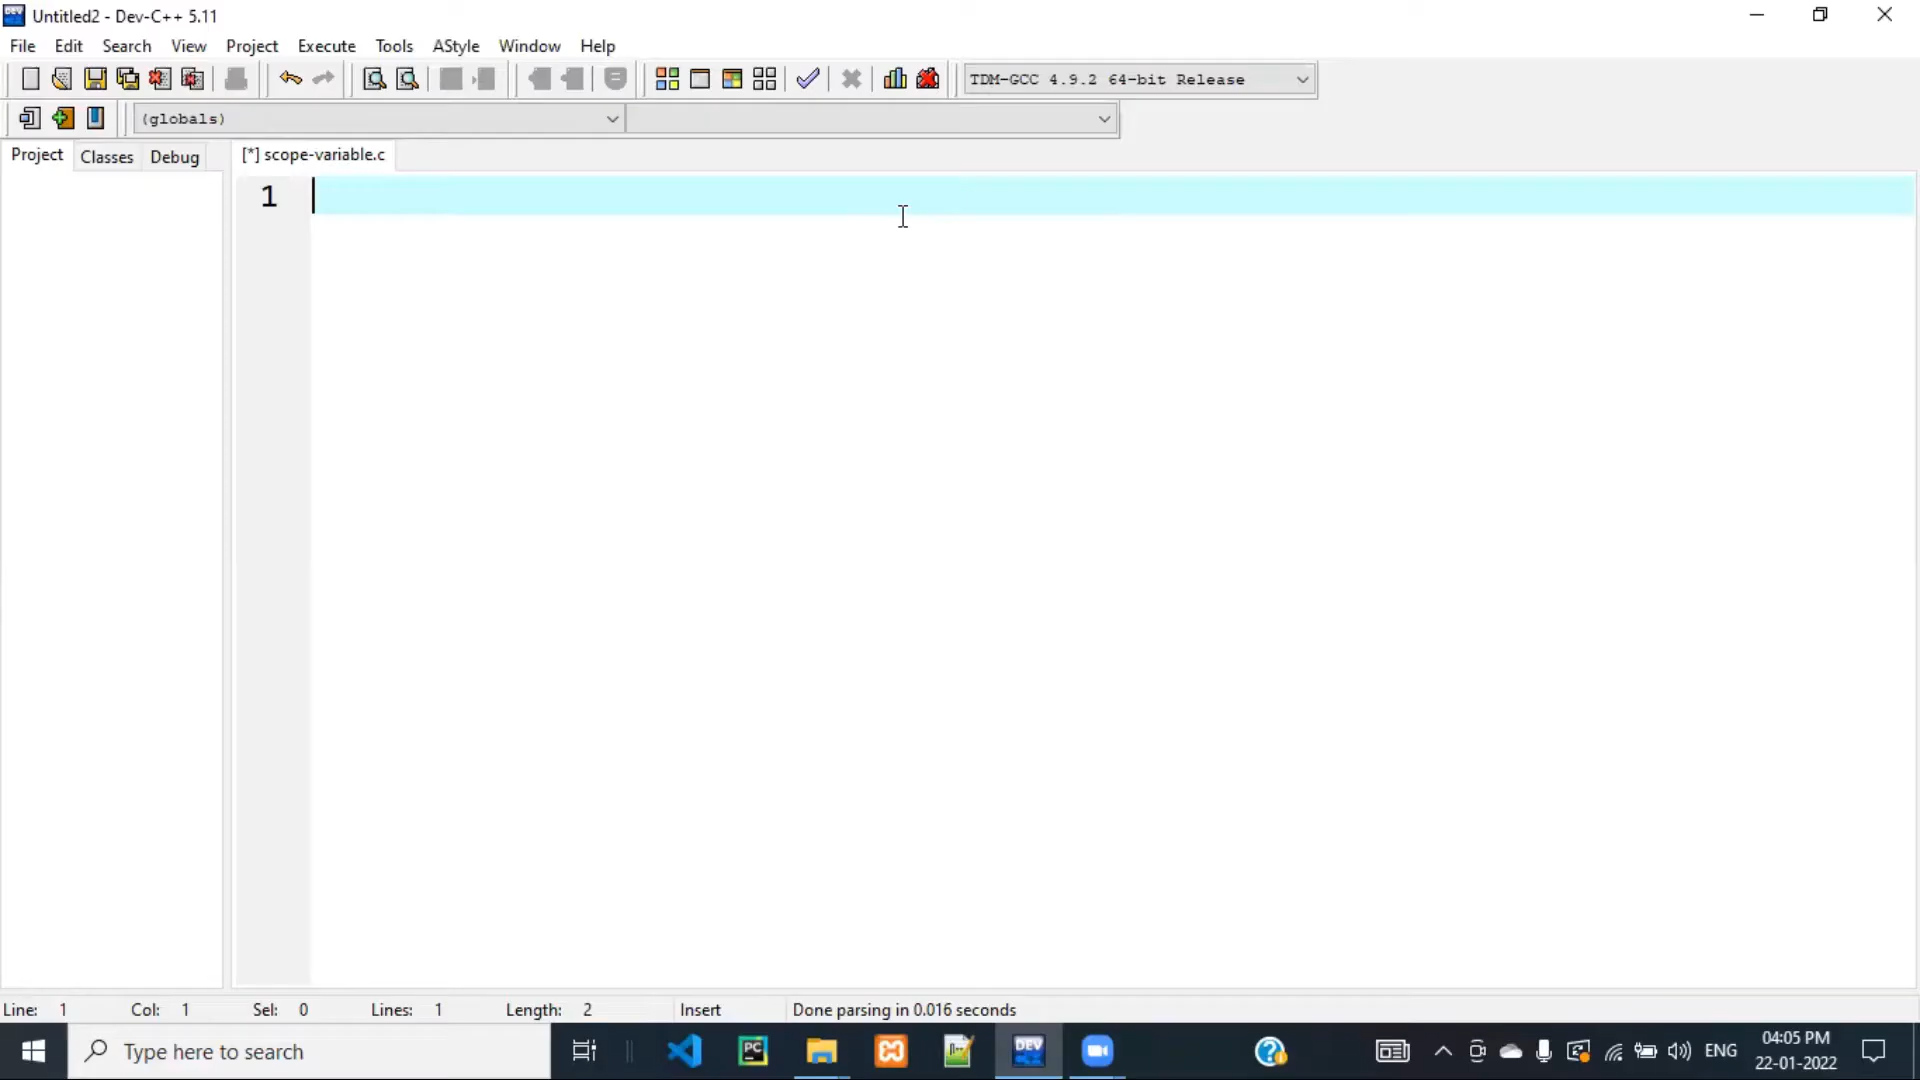 Untitled2 - Dev-C++ 5.11
File Edit Search View Project Execute Tools AStyle Window Help
TDM-GCC 4.9.2 64-bit Release
(globals)
Project Classes Debug [*] scope-variable.c
1
Line: 1 Col: 1 Sel: 0 Lines: 1 Length: 2 Insert Done parsing in 0.016 seconds
Type here to search
PC
DEV
ENG
04:05 PM
22-01-2022